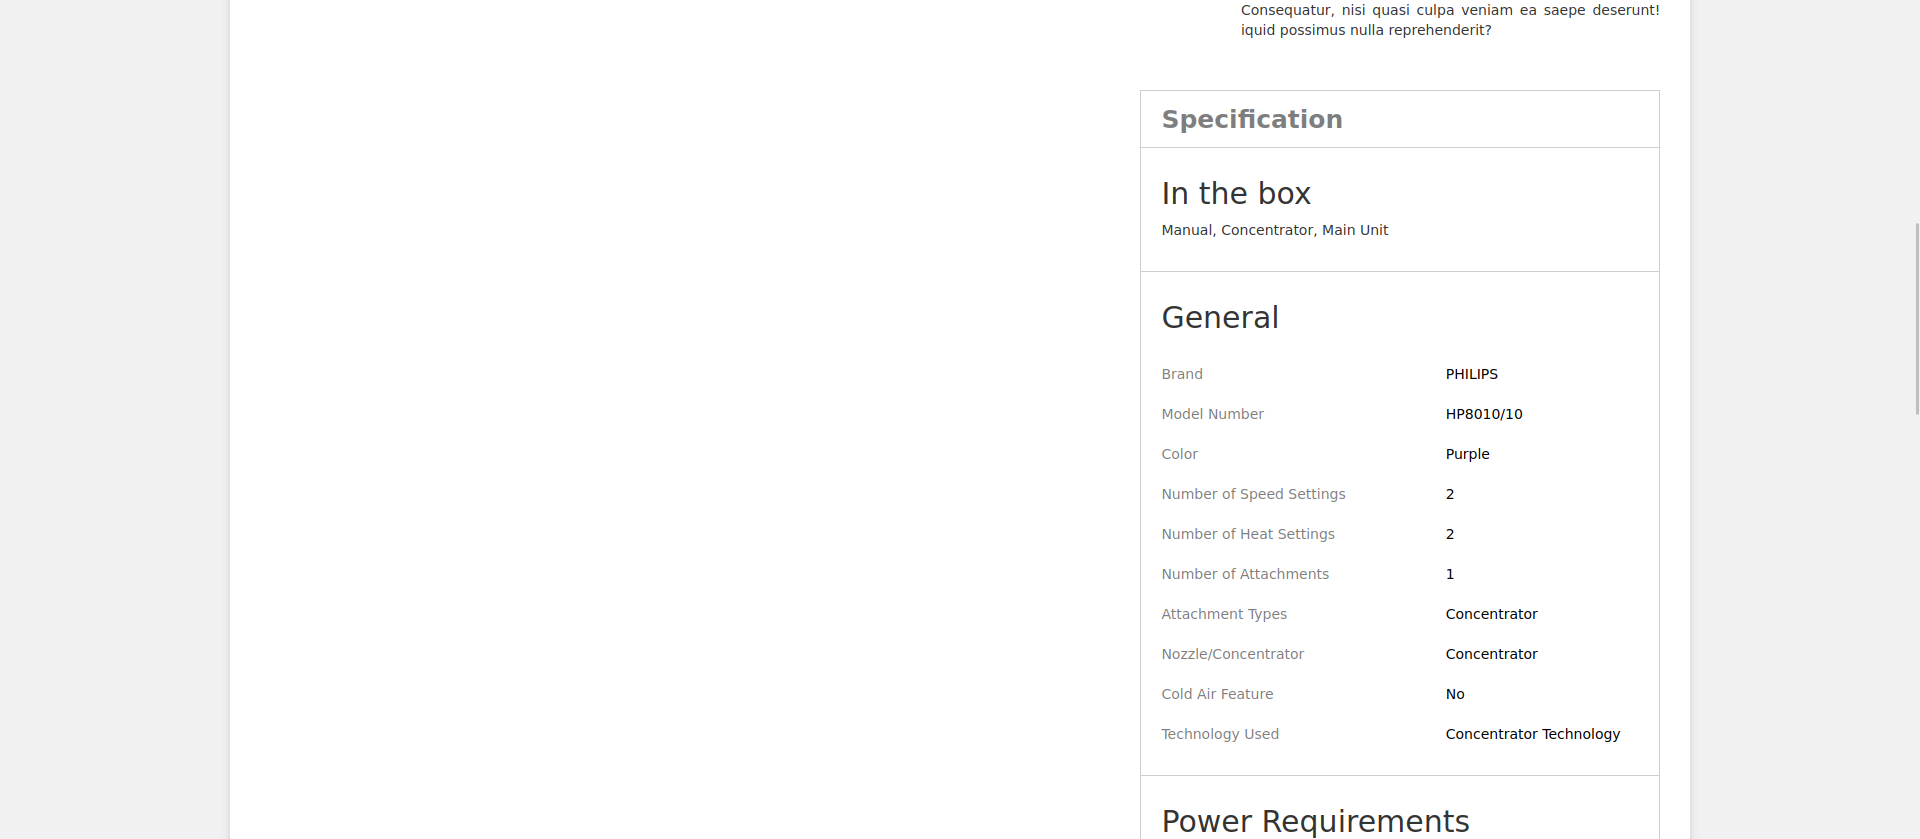 Consequatur, nisi quasi culpa veniam ea saepe deserunt!
iquid possimus nulla reprehenderit?
Specification
In the box
Manual, Concentrator, Main Unit
General
Brand PHILIPS
Model Number HP8010/10
Color Purple
Number of Speed Settings 2
Number of Heat Settings 2
Number of Attachments 1
Attachment Types Concentrator
Nozzle/Concentrator Concentrator
Cold Air Feature No
Technology Used Concentrator Technology
Power Requirements